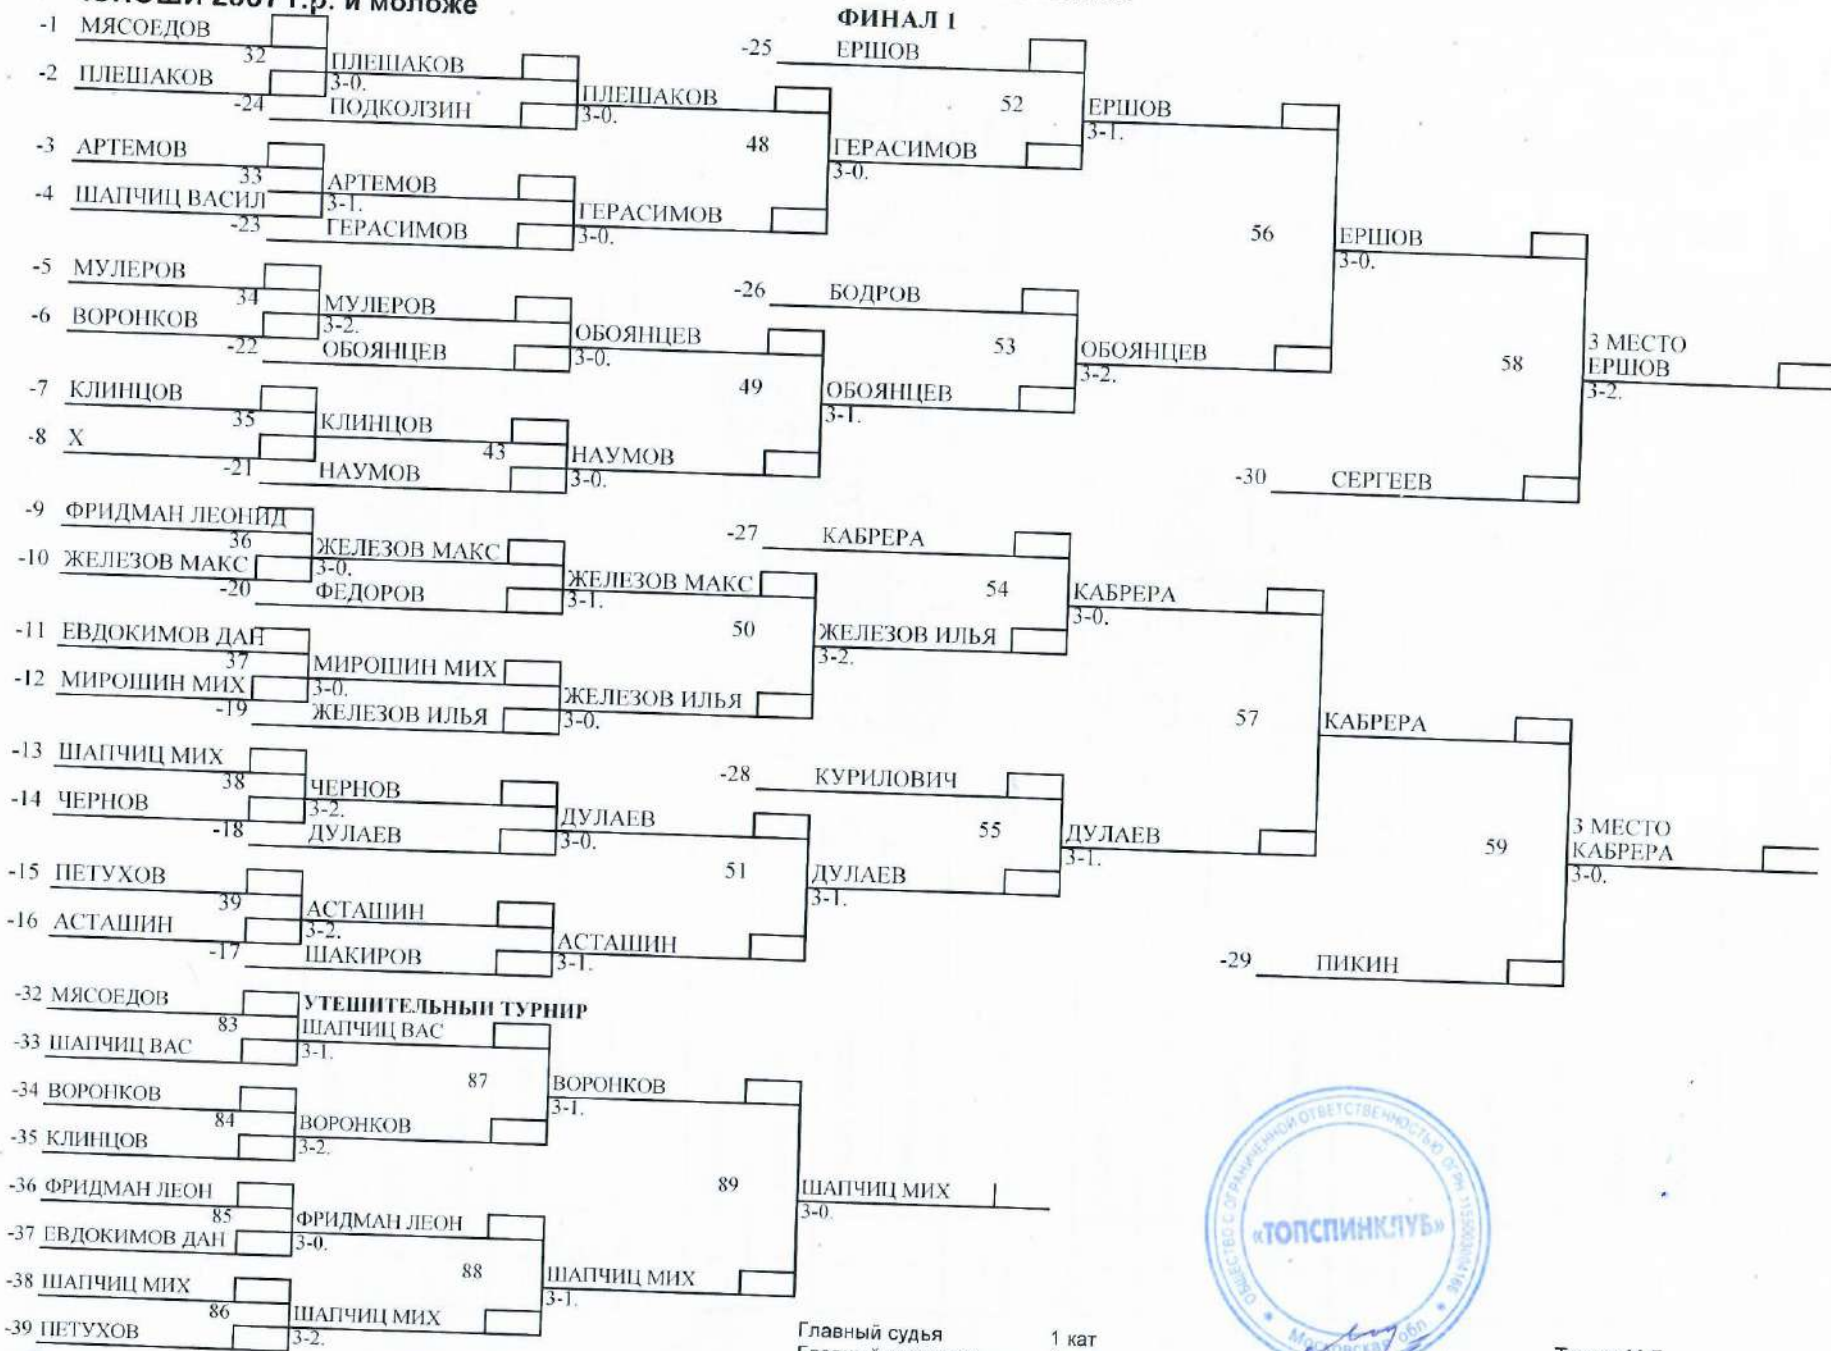 г.р. и моложе
ФИНАЛ 1
-1 МЯСОЕДОВ
32
-2 ПЛЕШАКОВ
ПЛЕШАКОВ
3-0.
-24 ПОДКОЛЗИН
ПЛЕШАКОВ
3-0.
-3 АРТЕМОВ
33
-4 ШАПЧИЦ ВАСИЛ
АРТЕМОВ
3-1.
-23 ГЕРАСИМОВ
ГЕРАСИМОВ
3-0.
48
ГЕРАСИМОВ
3-0.
-25 ЕРШОВ
52
ЕРШОВ
3-1.
-5 МУЛЕРОВ
34
-6 ВОРОНКОВ
МУЛЕРОВ
3-2.
-22 ОБОЯНЦЕВ
ОБОЯНЦЕВ
3-0.
-7 КЛИНЦОВ
35
-8 Х
КЛИНЦОВ
43
-21 НАУМОВ
НАУМОВ
3-0.
49
ОБОЯНЦЕВ
3-1.
-26 БОДРОВ
53
ОБОЯНЦЕВ
3-2.
56
ЕРШОВ
3-0.
58
-30 СЕРГЕЕВ
3 МЕСТО
ЕРШОВ
3-2.
-9 ФРИДМАН ЛЕОНИД
36
-10 ЖЕЛЕЗОВ МАКС
ЖЕЛЕЗОВ МАКС
3-0.
-20 ФЕДОРОВ
ЖЕЛЕЗОВ МАКС
3-1.
-11 ЕВДОКИМОВ ДАН
37
-12 МИРОШИН МИХ
МИРОШИН МИХ
3-0.
-19 ЖЕЛЕЗОВ ИЛЬЯ
ЖЕЛЕЗОВ ИЛЬЯ
3-0.
50
ЖЕЛЕЗОВ ИЛЬЯ
3-2.
-27 КАБРЕРА
54
КАБРЕРА
3-0.
-13 ШАПЧИЦ МИХ
38
-14 ЧЕРНОВ
ЧЕРНОВ
3-2.
-18 ДУЛАЕВ
ДУЛАЕВ
3-0.
-15 ПЕТУХОВ
39
-16 АСТАШИН
АСТАШИН
3-2.
-17 ШАКИРОВ
АСТАШИН
3-1.
51
ДУЛАЕВ
3-1.
-28 КУРИЛОВИЧ
55
ДУЛАЕВ
3-1.
57
КАБРЕРА
59
-29 ПИКИН
3 МЕСТО
КАБРЕРА
3-0.
УТЕШИТЕЛЬНЫЙ ТУРНИР
-32 МЯСОЕДОВ
83
-33 ШАПЧИЦ ВАС
ШАПЧИЦ ВАС
3-1.
-34 ВОРОНКОВ
84
-35 КЛИНЦОВ
ВОРОНКОВ
3-2.
87
ВОРОНКОВ
3-1.
-36 ФРИДМАН ЛЕОН
85
-37 ЕВДОКИМОВ ДАН
ФРИДМАН ЛЕОН
3-0.
-38 ШАПЧИЦ МИХ
86
-39 ПЕТУХОВ
ШАПЧИЦ МИХ
3-2.
88
ШАПЧИЦ МИХ
3-1.
89
ШАПЧИЦ МИХ
3-0.
ОБЩЕСТВО С ОГРАНИЧЕННОЙ ОТВЕТСТВЕННОСТЬЮ ОГРН
«ТОПСПИНКЛУБ»
Московская обл
Главный судья 1 кат